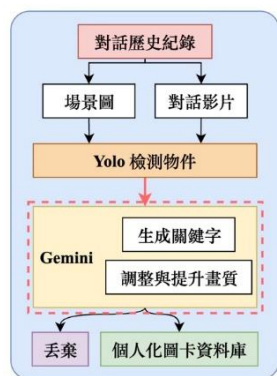 對話歷史紀錄
場景圖
對話影片
Yolo 檢測物件
Gemini
生成關鍵字
調整與提升畫質
丟棄
個人化圖卡資料庫